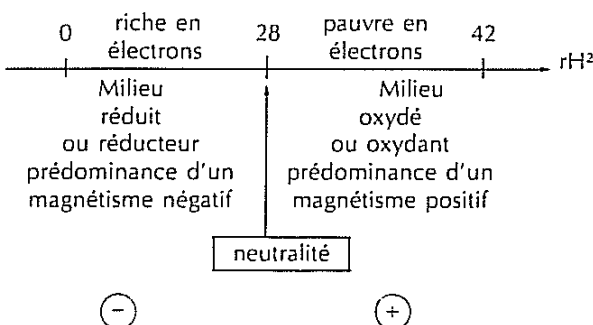 riche en pauvre en
0 électrons 28 électrons 42
rH²
Milieu
réduit
ou réducteur
prédominance d'un
magnétisme négatif
Milieu
oxydé
ou oxydant
prédominance d'un
magnétisme positif
neutralité
− +